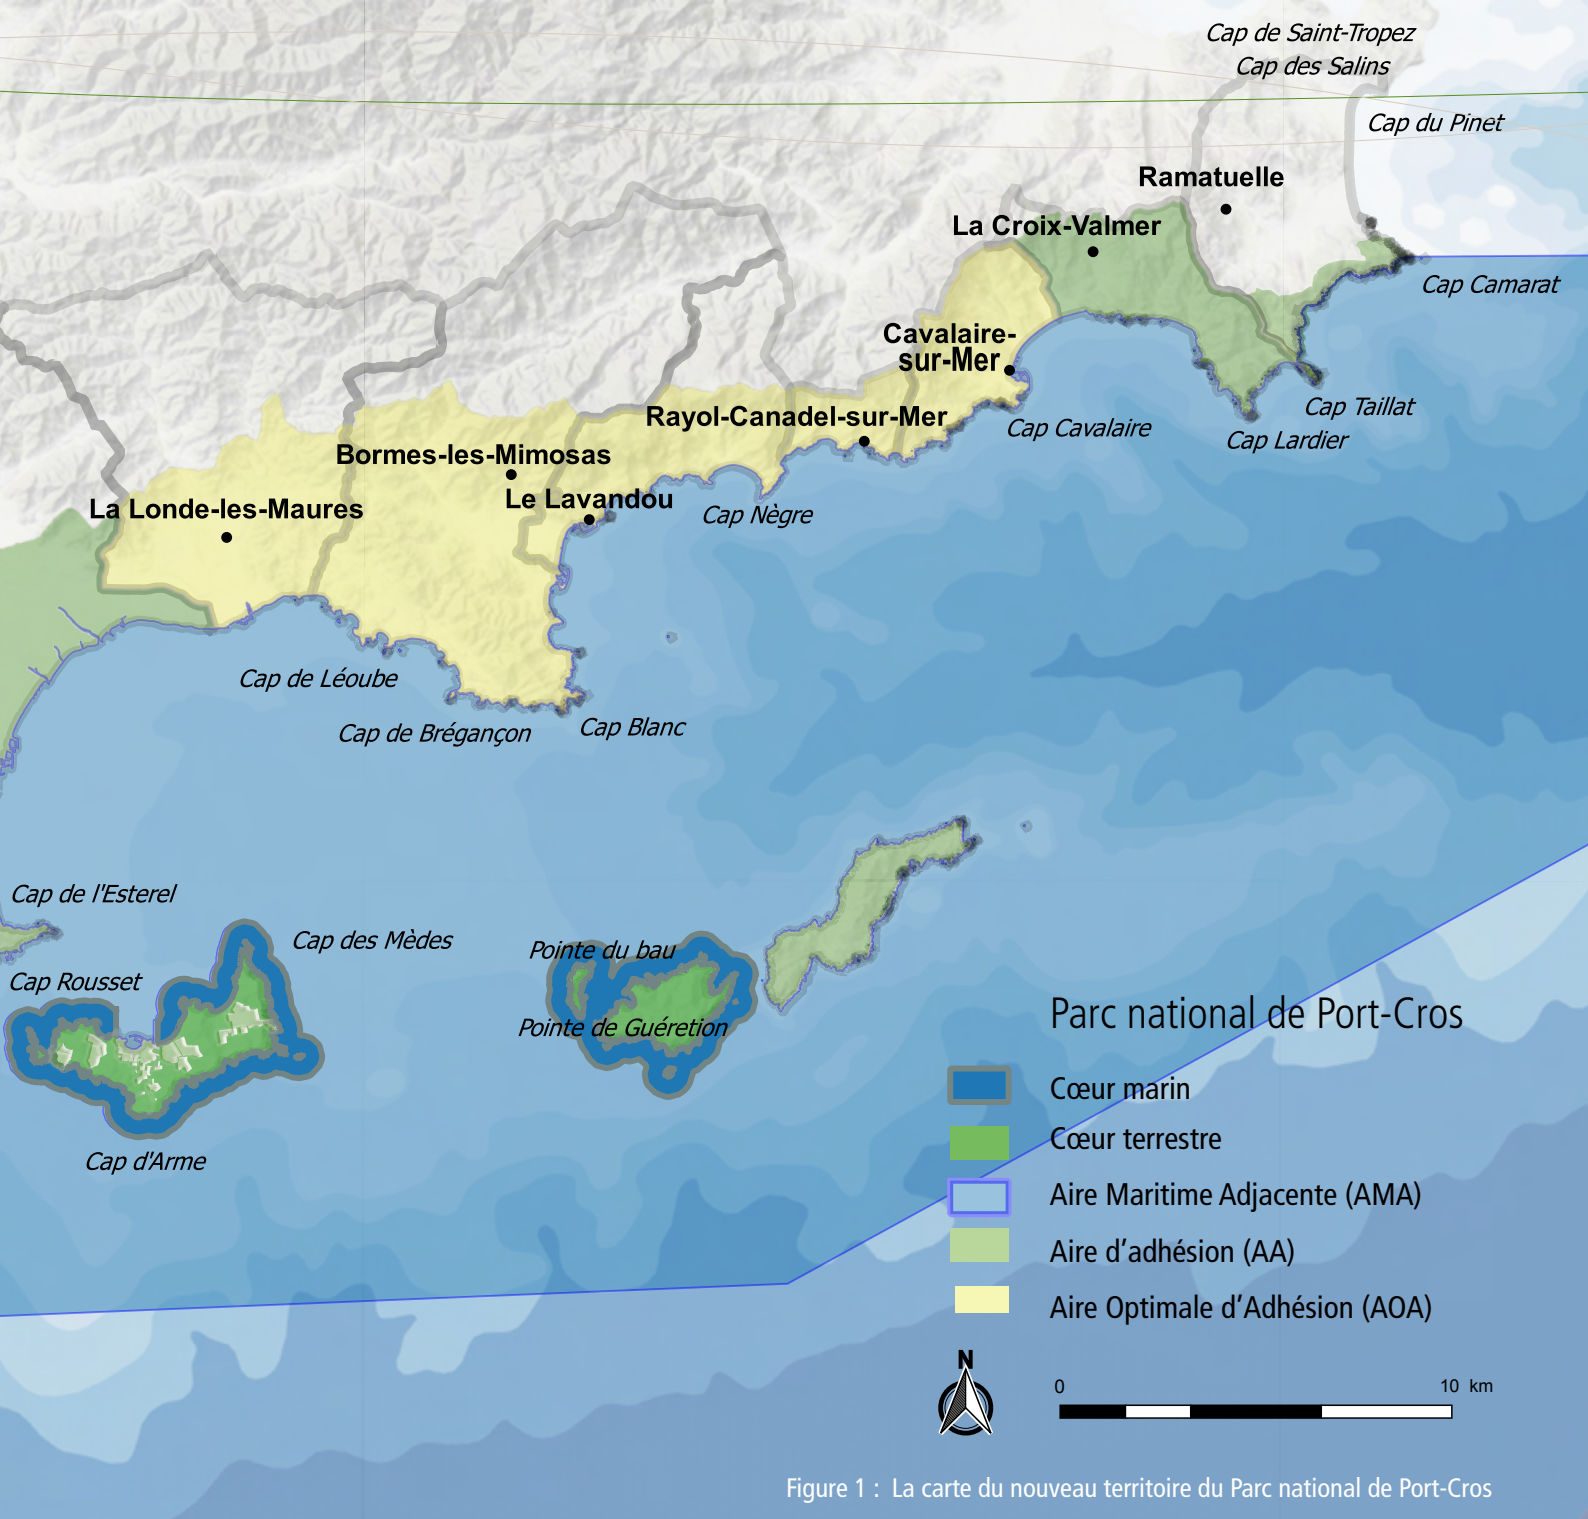 Cap de Saint-Tropez
Cap des Salins
Cap du Pinet
Ramatuelle
La Croix-Valmer
Cap Camarat
Cavalaire-
sur-Mer
Cap Taillat
Rayol-Canadel-sur-Mer
Cap Cavalaire
Cap Lardier
Bormes-les-Mimosas
Le Lavandou
La Londe-les-Maures
Cap Nègre
Cap de Léoube
Cap de Brégançon
Cap Blanc
Cap de l'Esterel
Cap des Mèdes
Pointe du bau
Cap Rousset
Pointe de Guéretion
Cap d'Arme
Parc national de Port-Cros
Cœur marin
Cœur terrestre
Aire Maritime Adjacente (AMA)
Aire d’adhésion (AA)
Aire Optimale d’Adhésion (AOA)
N
0 10 km
Figure 1 : La carte du nouveau territoire du Parc national de Port-Cros